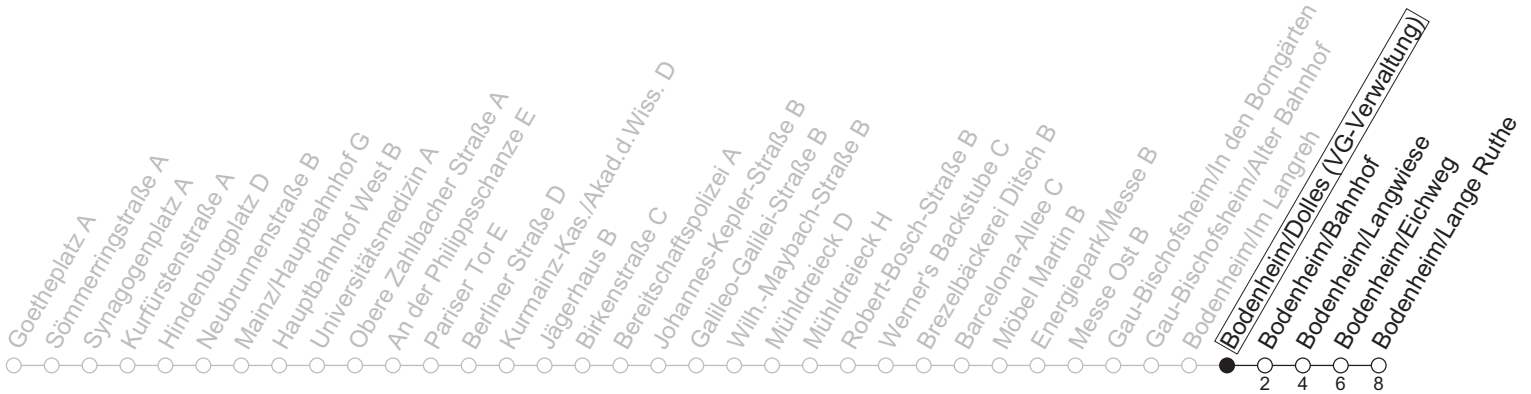 Goetheplatz A
Sömmerringstraße A
Synagogenplatz A
Kurfürstenstraße A
Hindenburgplatz D
Neubrunnenstraße B
Mainz/Hauptbahnhof G
Hauptbahnhof West B
Universitätsmedizin A
Obere Zahlbacher Straße A
An der Philippsschanze E
Pariser Tor E
Berliner Straße D
Kurmainz-Kas./Akad.d.Wiss. D
Jägerhaus B
Birkenstraße C
Bereitschaftspolizei A
Johannes-Kepler-Straße B
Galileo-Galilei-Straße B
Wilh.-Maybach-Straße B
Mühldreieck D
Mühldreieck H
Robert-Bosch-Straße B
Werner's Backstube C
Brezelbäckerei Ditsch B
Barcelona-Allee C
Möbel Martin B
Energiepark/Messe B
Messe Ost B
Gau-Bischofsheim/In den Borngärten
Gau-Bischofsheim/Alter Bahnhof
Bodenheim/Im Langreh
Bodenheim/Dolles (VG-Verwaltung)
Bodenheim/Bahnhof
Bodenheim/Langwiese
Bodenheim/Eichweg
Bodenheim/Lange Ruthe
2 4 6 8